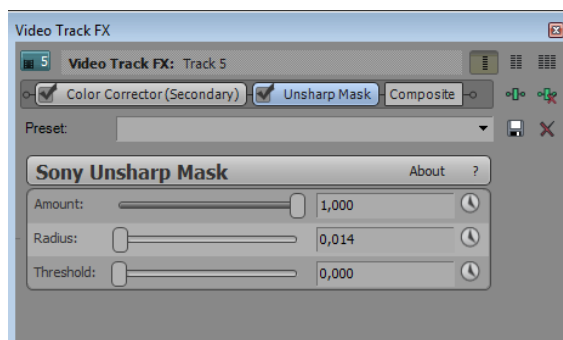 Video Track FX
5 Video Track FX: Track 5
Color Corrector (Secondary) Unsharp Mask Composite
Preset:
Sony Unsharp Mask About ?
Amount: 1,000
Radius: 0,014
Threshold: 0,000